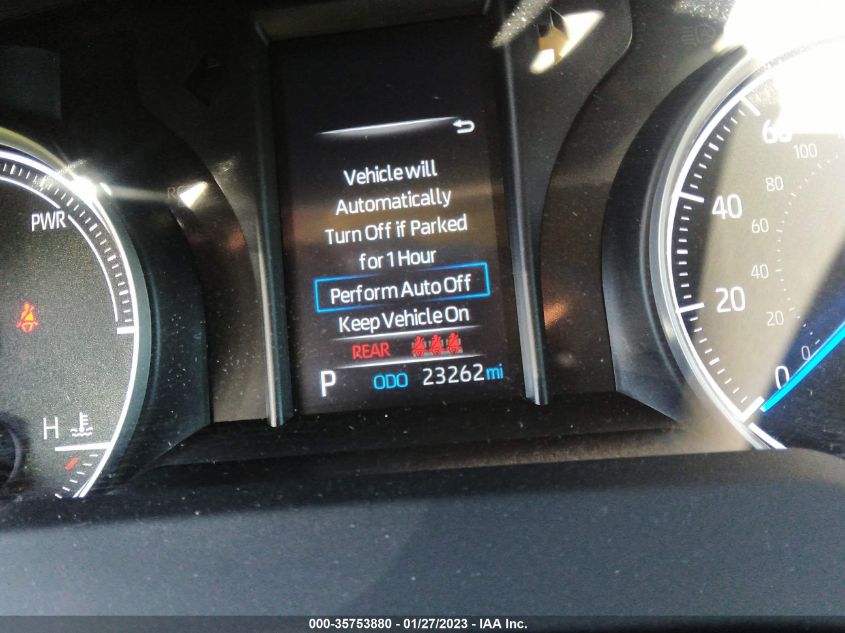 Vehicle will
Automatically
Turn Off if Parked
for 1 Hour
Perform Auto Off
Keep Vehicle On
REAR
P ODO 23262 mi
PWR
H
40
20
0
100
80
60
40
20
0
000-35753880 - 01/27/2023 - IAA Inc.